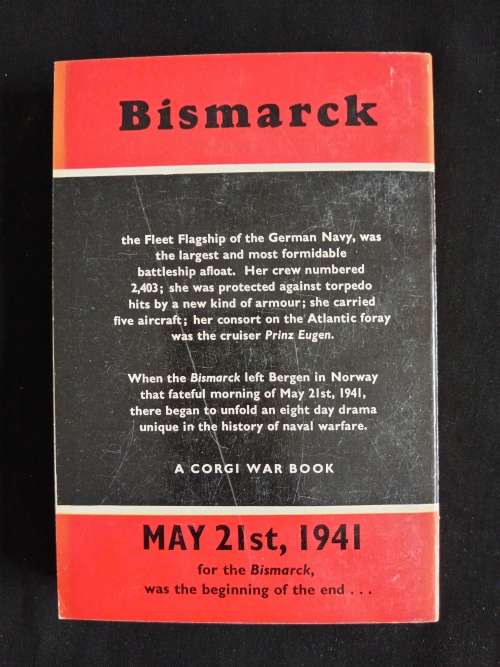 Bismarck
the Fleet Flagship of the German Navy, was
the largest and most formidable
battleship afloat. Her crew numbered
2,403; she was protected against torpedo
hits by a new kind of armour; she carried
five aircraft; her consort on the Atlantic foray
was the cruiser Prinz Eugen.
When the Bismarck left Bergen in Norway
that fateful morning of May 21st, 1941,
there began to unfold an eight day drama
unique in the history of naval warfare.
A CORGI WAR BOOK
MAY 21st, 1941
for the Bismarck,
was the beginning of the end . . .